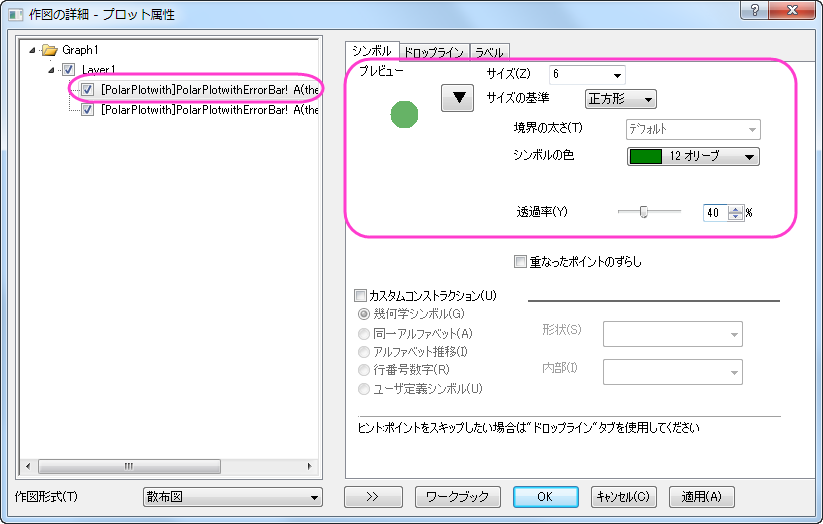 作図の詳細 - プロット属性
Graph1
Layer1
[PolarPlotwith]PolarPlotwithErrorBar! A(the
[PolarPlotwith]PolarPlotwithErrorBar! A(the
シンボル ドロップライン ラベル
プレビュー
サイズ(Z) 6
サイズの基準 正方形
境界の太さ(T) デフォルト
シンボルの色 12 オリーブ
透過率(Y) 40 %
重なったポイントのずらし
カスタムコンストラクション(U)
幾何学シンボル(G)
同一アルファベット(A)
アルファベット推移(I)
行番号数字(R)
ユーザ定義シンボル(U)
形状(S)
内部(I)
ヒント:ポイントをスキップしたい場合は"ドロップライン"タブを使用してください
作図形式(T) 散布図
>> ワークブック OK キャンセル(C) 適用(A)